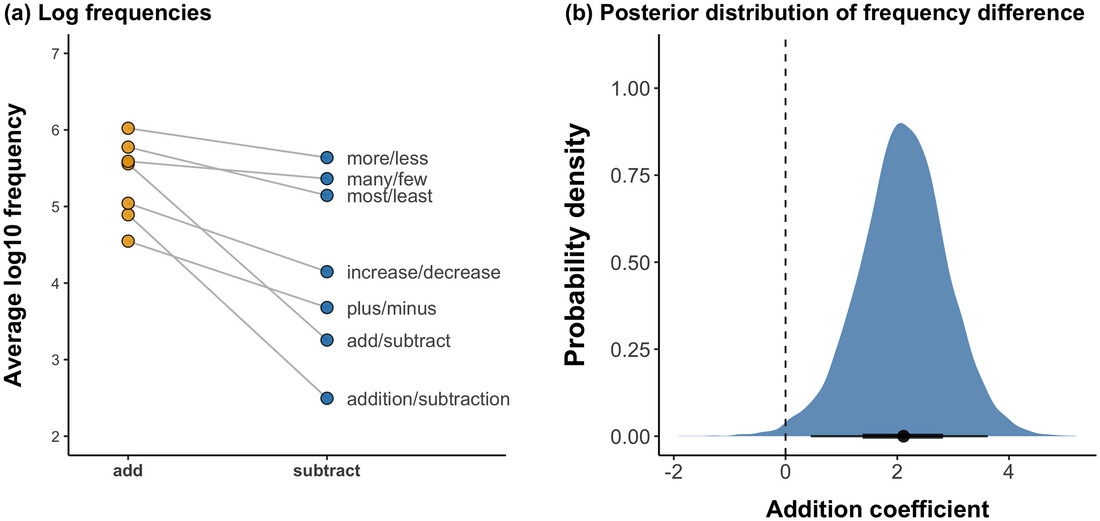 (a) Log frequencies
Average log10 frequency
7
6
5
4
3
2
more/less
many/few
most/least
increase/decrease
plus/minus
add/subtract
addition/subtraction
add
subtract
(b) Posterior distribution of frequency difference
Probability density
1.00
0.75
0.50
0.25
0.00
-2
0
2
4
Addition coefficient